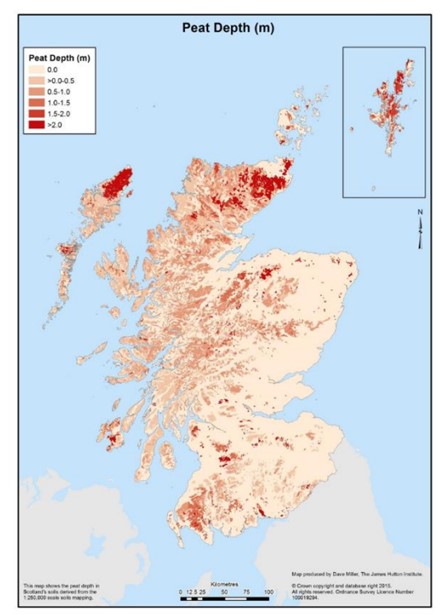 Peat Depth (m)
Peat Depth (m)
0.0
>0.0-0.5
0.5-1.0
1.0-1.5
1.5-2.0
>2.0
N
Kilometres
0 12.5 25 50 75 100
This map shows the peat depth in
Scotland's soils derived from the
1:250,000 scale soils mapping.
Map produced by Dave Miller, The James Hutton Institute.
© Crown copyright and database right 2015.
All rights reserved. Ordnance Survey Licence Number
100019294.